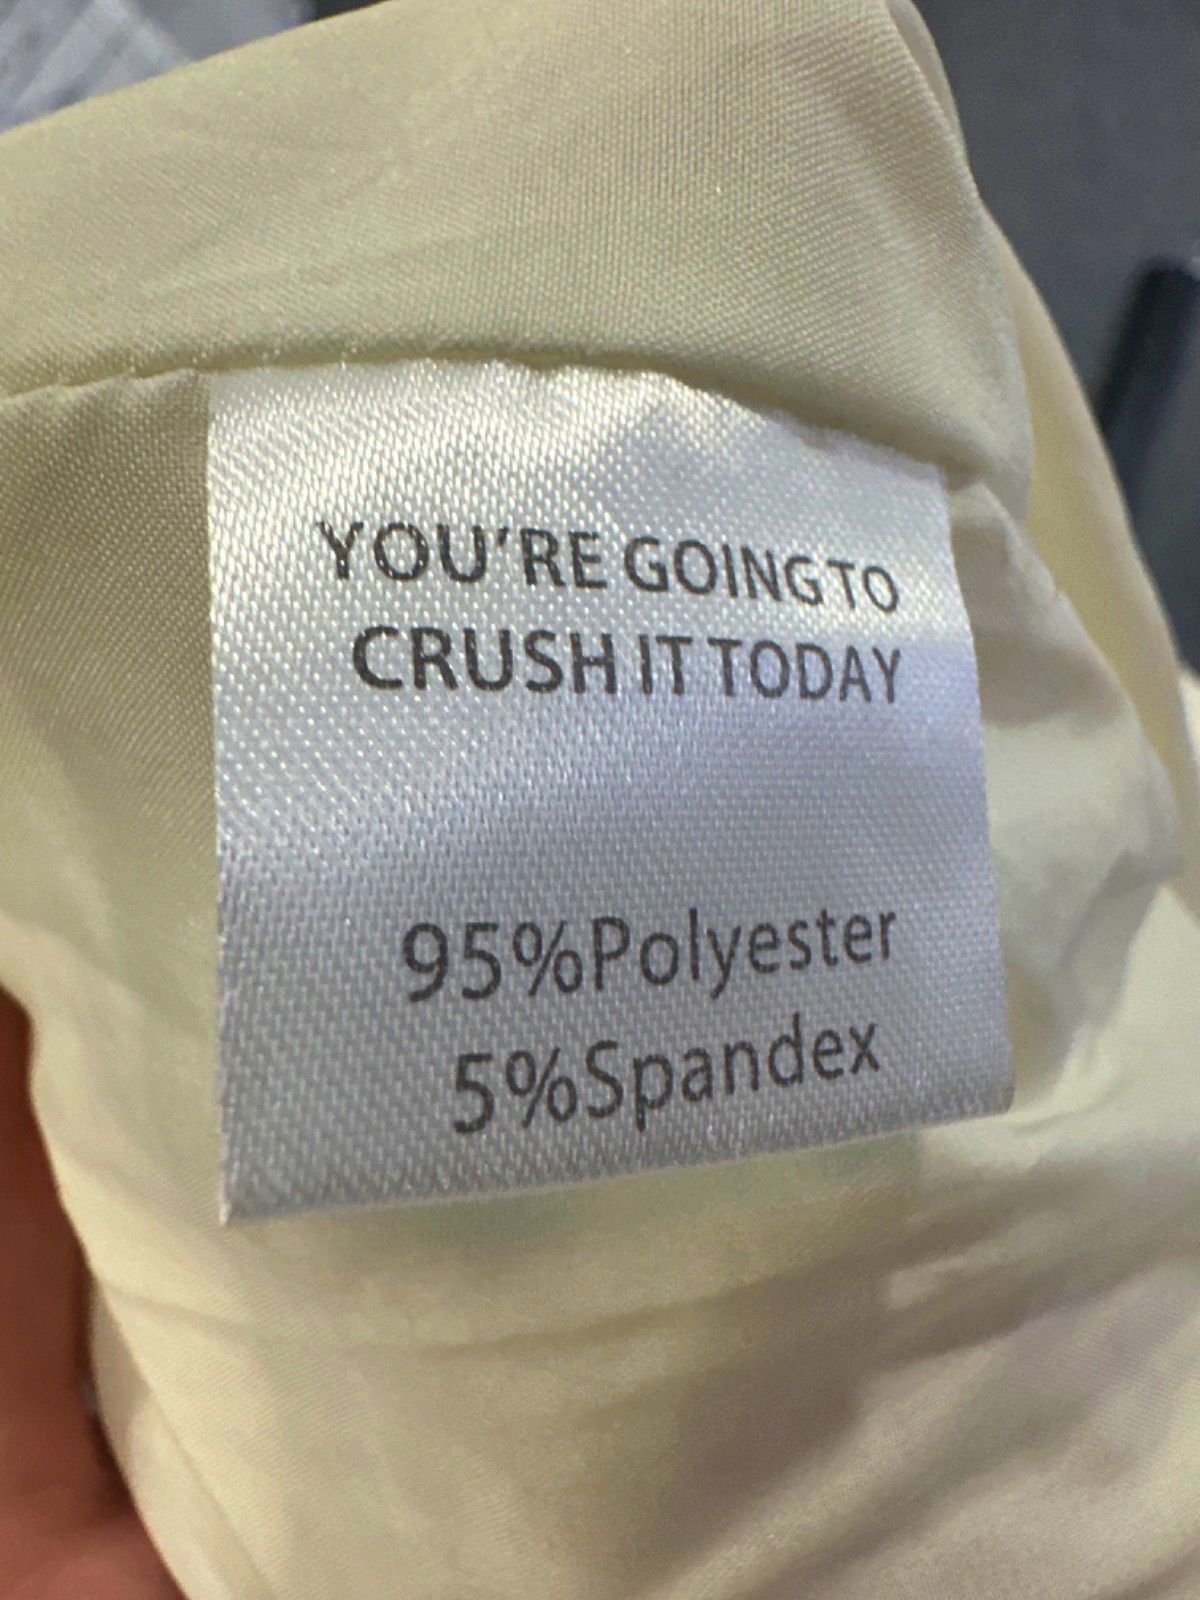 YOU'RE GOING TO
CRUSH IT TODAY
95%Polyester
5%Spandex